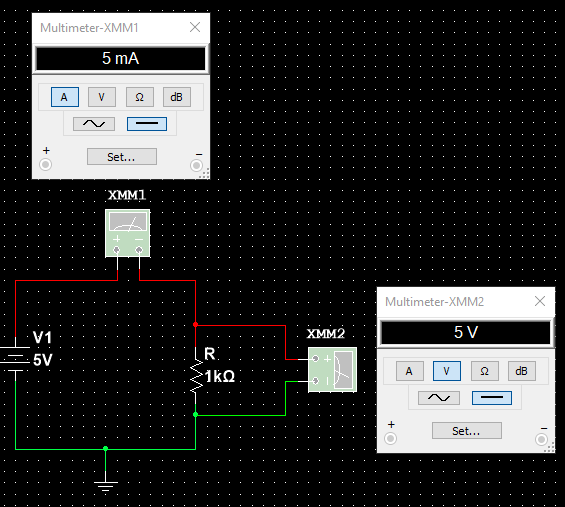 Multimeter-XMM1
5 mA
A V Ω dB
+ −
Set...
XMM1
+ −
Multimeter-XMM2
5 V
A V Ω dB
+ −
Set...
V1
5V
R
1kΩ
XMM2